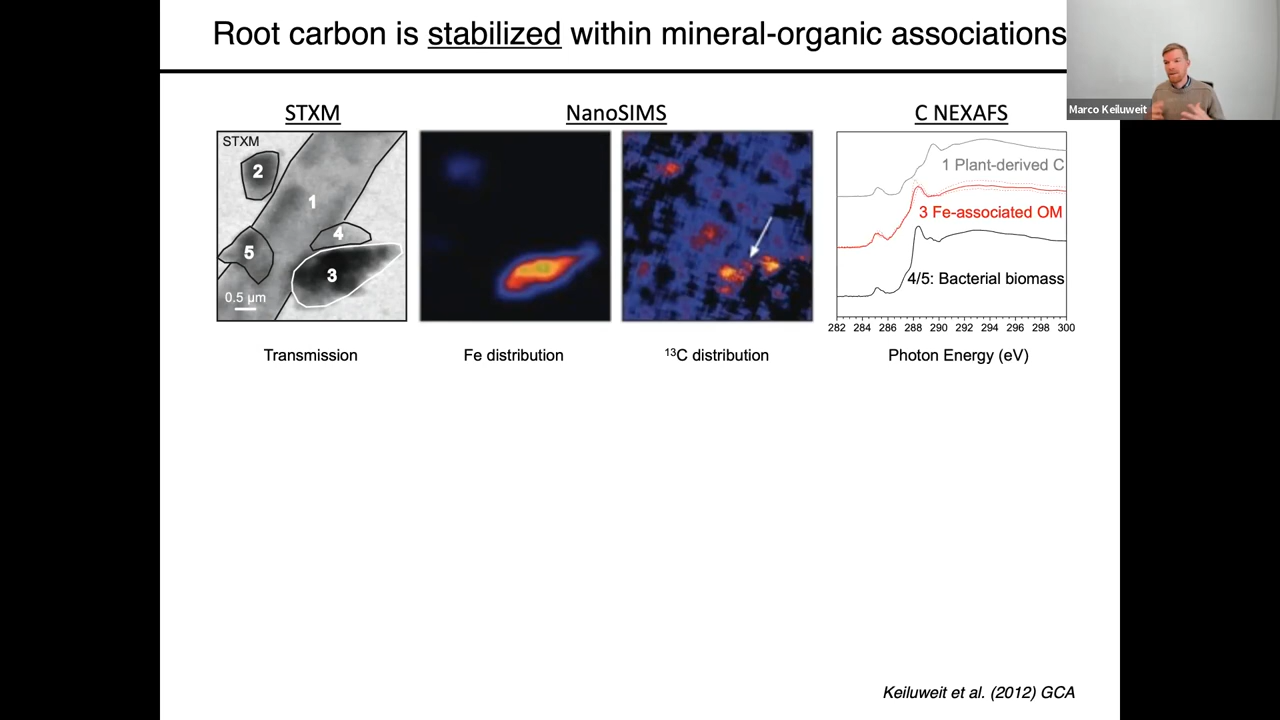 Root carbon is stabilized within mineral-organic associations
Marco Keiluweit
STXM
NanoSIMS
C NEXAFS
STXM
2
1
4
5
3
0.5 µm
1 Plant-derived C
3 Fe-associated OM
4/5: Bacterial biomass
282 284 286 288 290 292 294 296 298 300
Transmission
Fe distribution
¹³C distribution
Photon Energy (eV)
Keiluweit et al. (2012) GCA